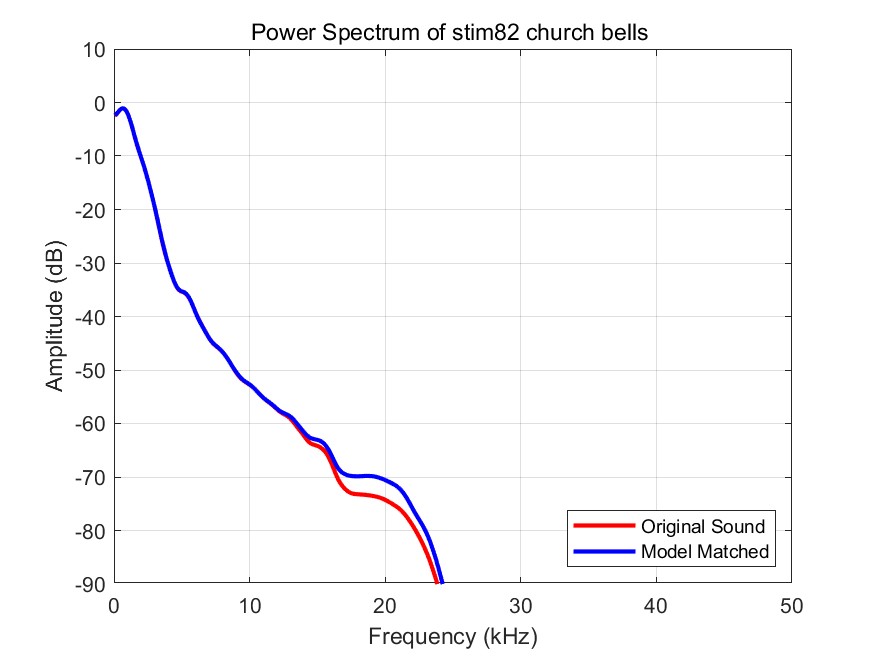 Power Spectrum of stim82 church bells
10
0
-10
-20
-30
-40
-50
-60
-70
-80
-90
Amplitude (dB)
Original Sound
Model Matched
0 10 20 30 40 50
Frequency (kHz)